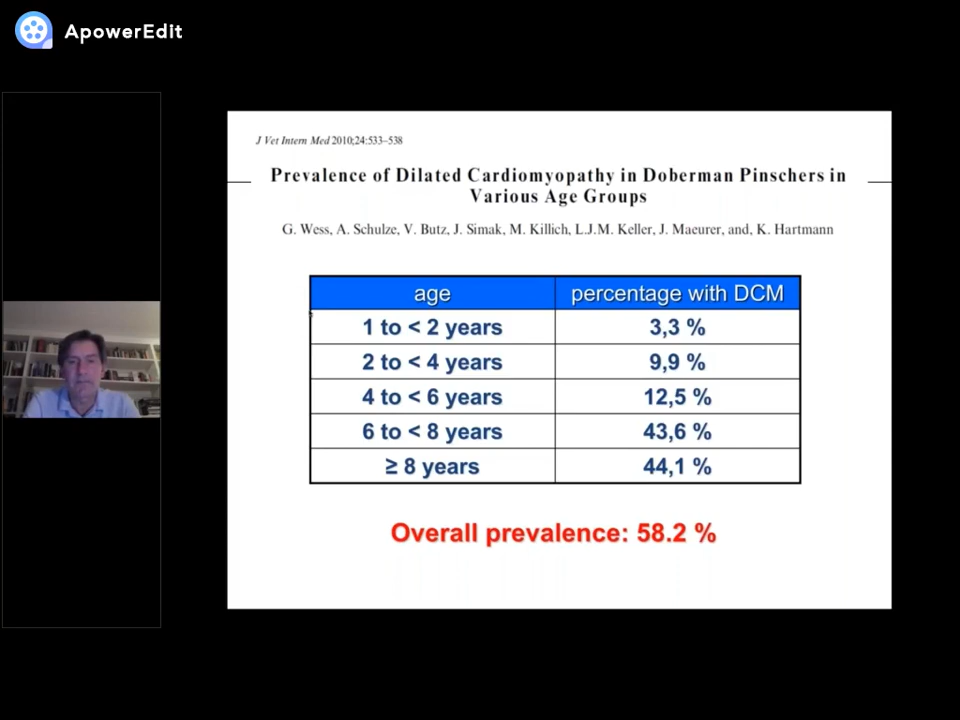 ApowerEdit
J Vet Intern Med 2010;24:533–538
Prevalence of Dilated Cardiomyopathy in Doberman Pinschers in
Various Age Groups
G. Wess, A. Schulze, V. Butz, J. Simak, M. Killich, L.J.M. Keller, J. Maeurer, and, K. Hartmann
age percentage with DCM
1 to < 2 years 3,3 %
2 to < 4 years 9,9 %
4 to < 6 years 12,5 %
6 to < 8 years 43,6 %
≥ 8 years 44,1 %
Overall prevalence: 58.2 %